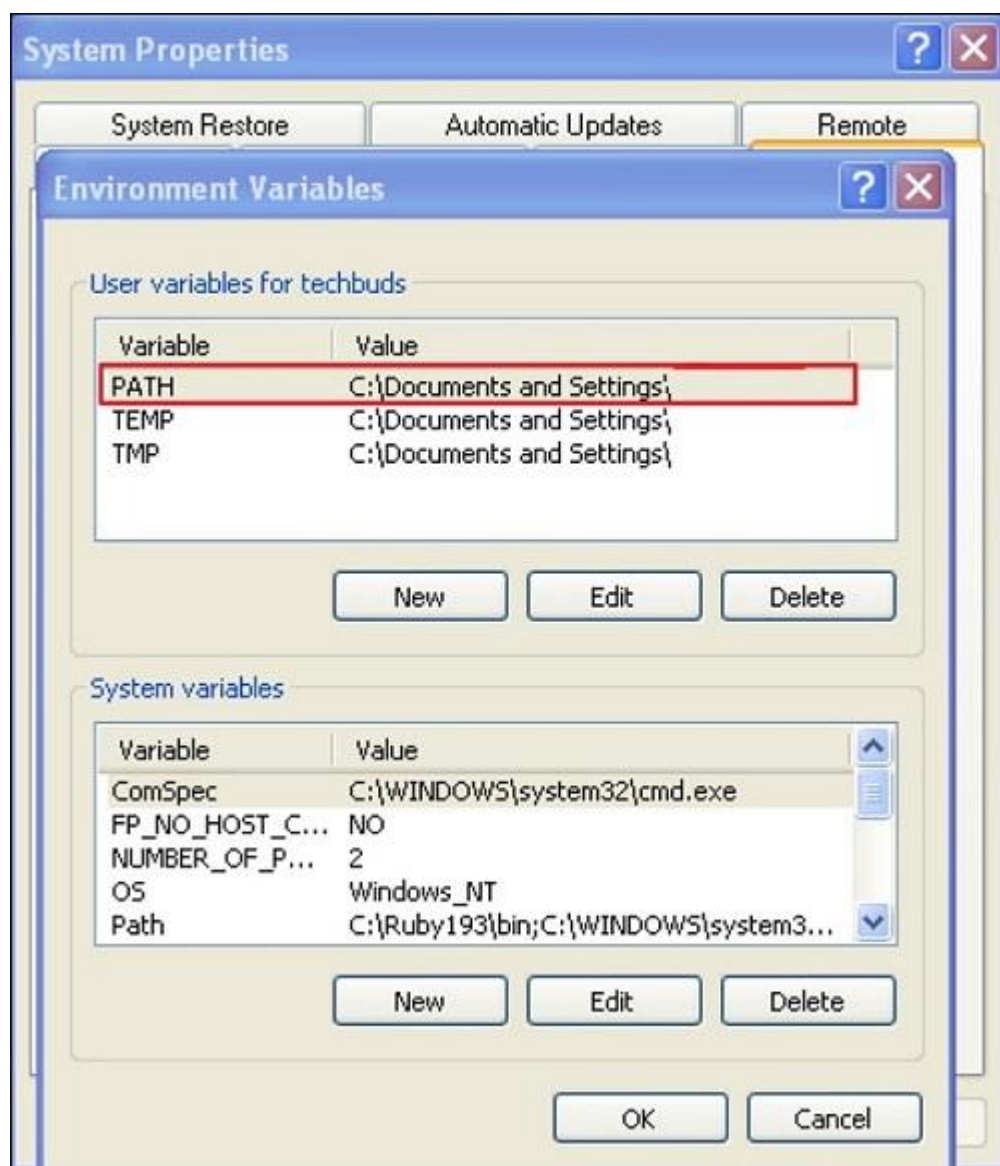 System Properties
System Restore Automatic Updates Remote
Environment Variables
User variables for techbuds
Variable Value
PATH C:\Documents and Settings\
TEMP C:\Documents and Settings\
TMP C:\Documents and Settings\
New Edit Delete
System variables
Variable Value
ComSpec C:\WINDOWS\system32\cmd.exe
FP_NO_HOST_C... NO
NUMBER_OF_P... 2
OS Windows_NT
Path C:\Ruby193\bin;C:\WINDOWS\system3...
New Edit Delete
OK Cancel